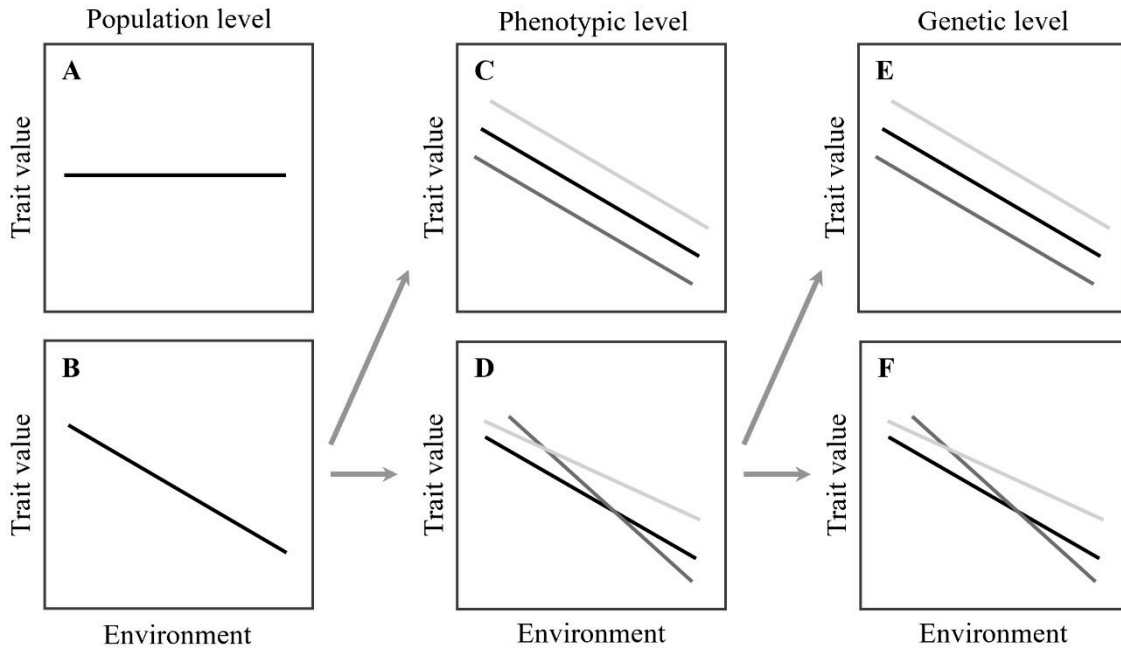 Population level
Phenotypic level
Genetic level
A
C
E
Trait value
Trait value
Trait value
B
D
F
Trait value
Trait value
Trait value
Environment
Environment
Environment